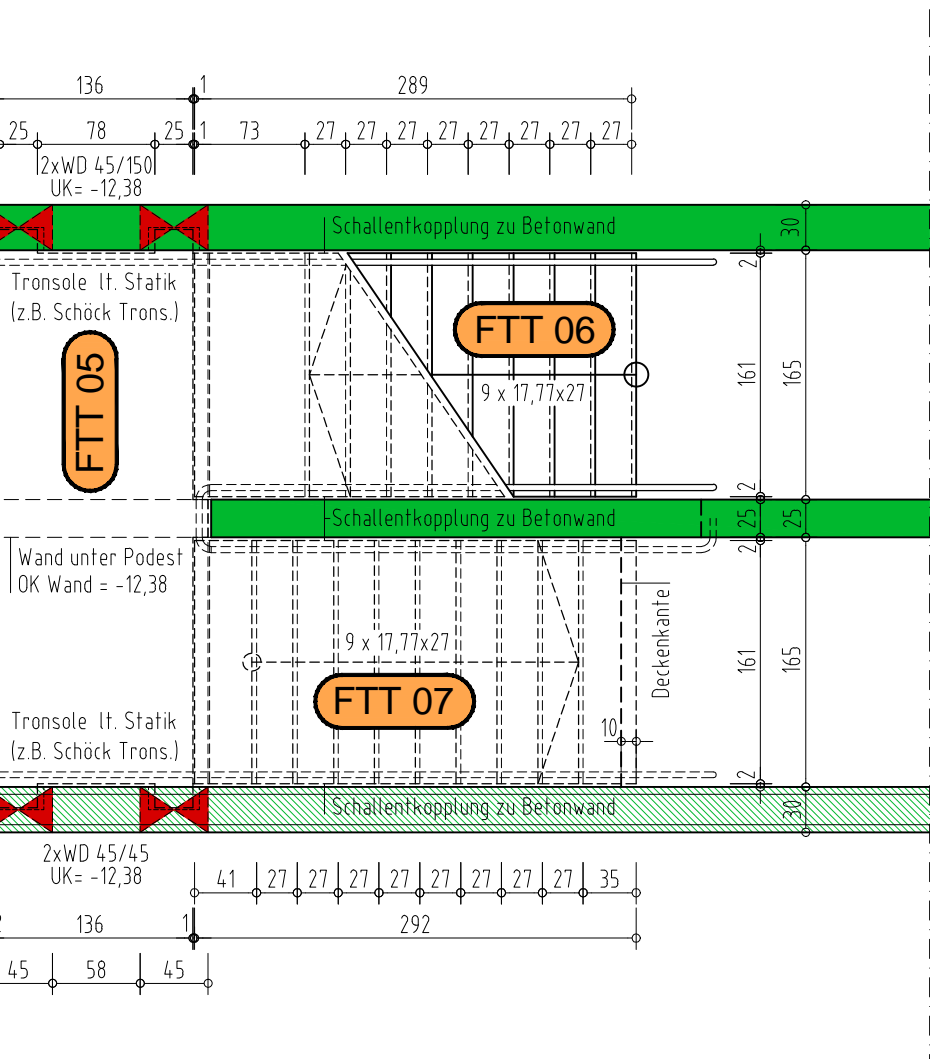 136 1 289
25 78 25 1 73 27 27 27 27 27 27 27 27
2xWD 45/150
UK= -12,38
Schallentkopplung zu Betonwand
30
Tronsole lt. Statik
(z.B. Schöck Trons.)
2
FTT 05
FTT 06
9 x 17,77x27
161
165
2
Schallentkopplung zu Betonwand
25
25
Wand unter Podest
OK Wand = -12,38
2
9 x 17,77x27
Deckenkante
161
165
FTT 07
Tronsole lt. Statik
(z.B. Schöck Trons.)
10
2
Schallentkopplung zu Betonwand
30
2xWD 45/45
UK= -12,38
41 27 27 27 27 27 27 27 27 35
136 1 292
45 58 45